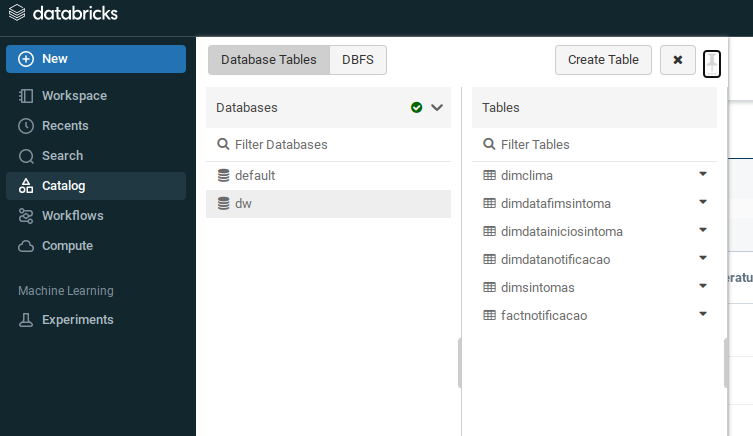 databricks
New
Workspace
Recents
Search
Catalog
Workflows
Compute
Machine Learning
Experiments
Database Tables
DBFS
Create Table
Databases
Filter Databases
default
dw
Tables
Filter Tables
dimclima
dimdatafimsintoma
dimdatainiciosintoma
dimdatanotificacao
dimsintomas
factnotificacao
eratu